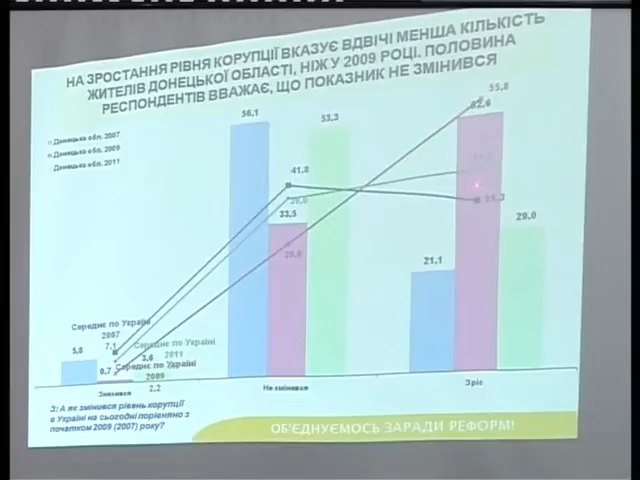 НА ЗРОСТАННЯ РІВНЯ КОРУПЦІЇ ВКАЗУЄ ВДВІЧІ МЕНША КІЛЬКІСТЬ
ЖИТЕЛІВ ДОНЕЦЬКОЇ ОБЛАСТІ, НІЖ У 2009 РОЦІ. ПОЛОВИНА
РЕСПОНДЕНТІВ ВВАЖАЄ, ЩО ПОКАЗНИК НЕ ЗМІНИВСЯ
Донецька обл. 2007
Донецька обл. 2009
Донецька обл. 2011
56,1
53,3
55,8
62,6
41,8
33,5
29,0
21,1
Середнє по Україні
2007
7,1
5,8
Середнє по Україні
2011
3,6
0,7
Середнє по Україні
2009
2,2
Знизився
Не змінився
Зріс
3: А як змінився рівень корупції
в Україні на сьогодні порівняно з
початком 2009 (2007) року?
ОБ'ЄДНУЄМОСЬ ЗАРАДИ РЕФОРМ!